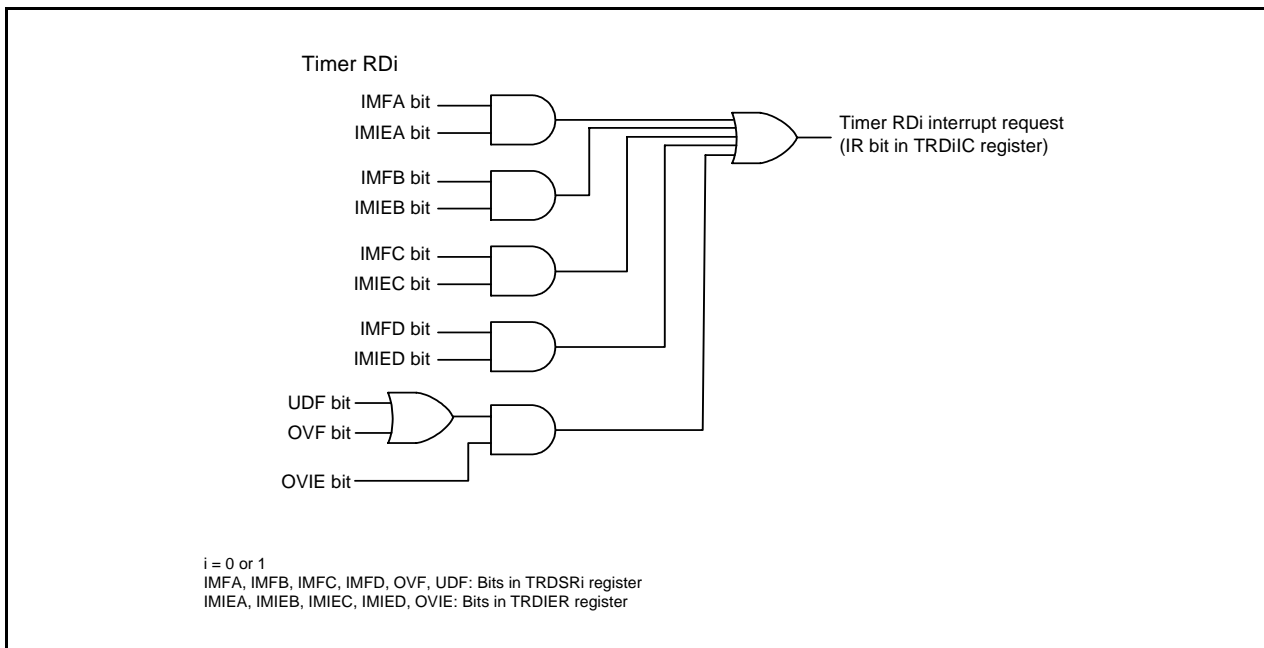 Timer RDi
IMFA bit
IMIEA bit
IMFB bit
IMIEB bit
IMFC bit
IMIEC bit
IMFD bit
IMIED bit
UDF bit
OVF bit
OVIE bit
Timer RDi interrupt request
(IR bit in TRDiIC register)
i = 0 or 1
IMFA, IMFB, IMFC, IMFD, OVF, UDF: Bits in TRDSRi register
IMIEA, IMIEB, IMIEC, IMIED, OVIE: Bits in TRDIER register